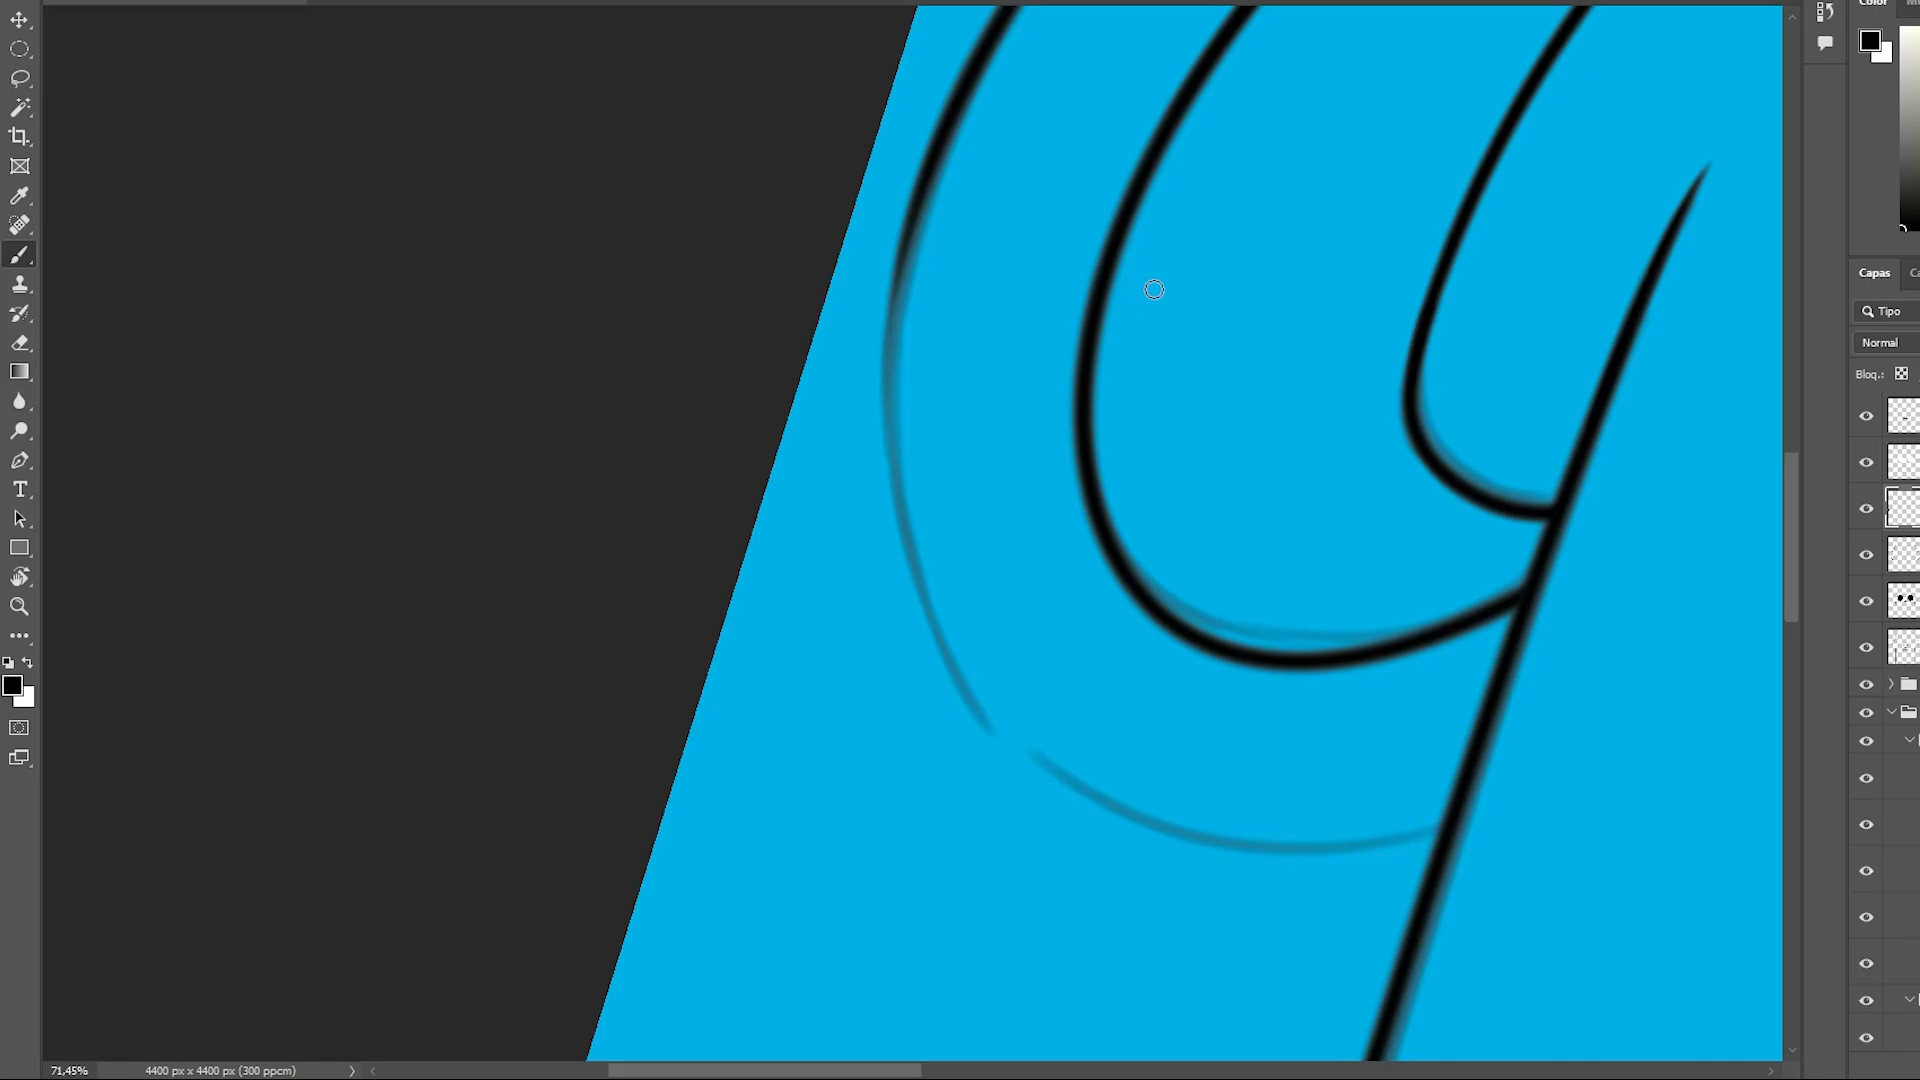 Color
Capas
Tipo
Normal
Bloq.:
71,45%
4400 px x 4400 px (300 ppcm)